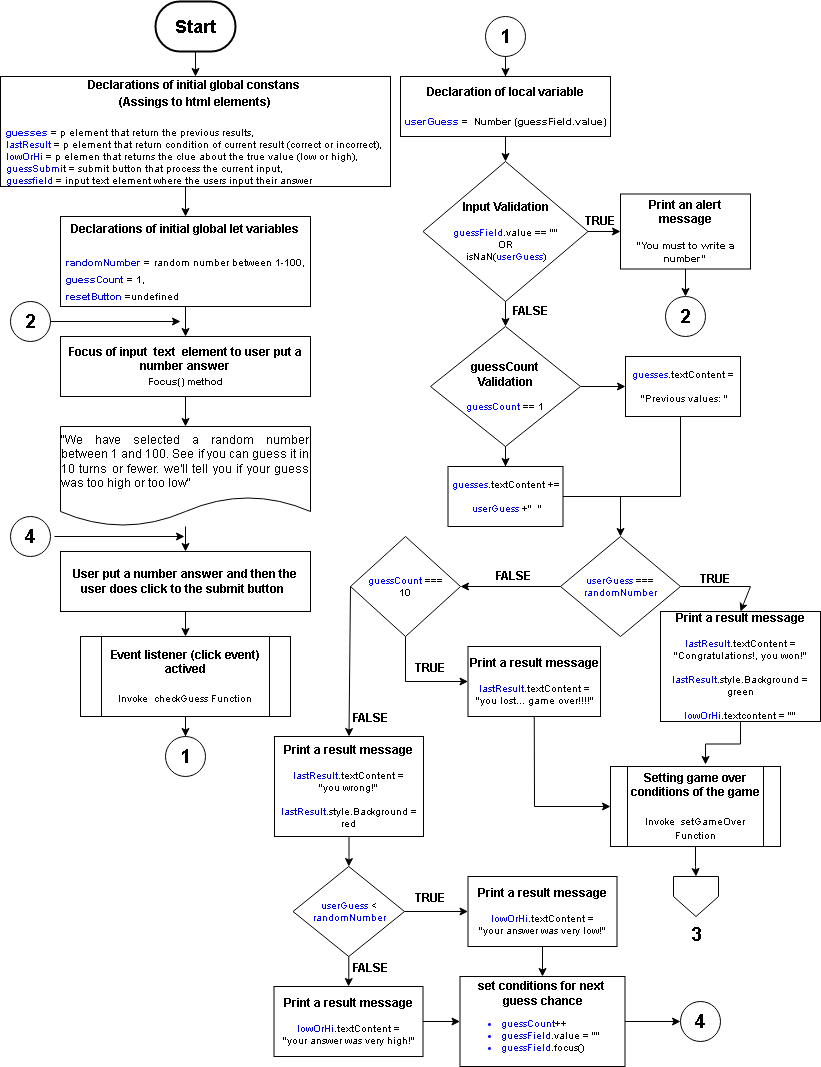 Start
Declarations of initial global constans
(Assings to html elements)
guesses = p element that return the previous results,
lastResult = p element that return condition of current result (correct or incorrect),
lowOrHi = p elemen that returns the clue about the true value (low or high),
guessSubmit = submit button that process the current input,
guessfield = input text element where the users input their answer
Declarations of initial global let variables
randomNumber = random number between 1-100,
guessCount = 1,
resetButton =undefined
2
Focus of input text element to user put a
number answer
Focus() method
"We have selected a random number
between 1 and 100. See if you can guess it in
10 turns or fewer. we'll tell you if your guess
was too high or too low"
4
User put a number answer and then the
user does click to the submit button
Event listener (click event)
actived
Invoke checkGuess Function
1
1
Declaration of local variable
userGuess = Number (guessField.value)
Input Validation
guessField.value == ""
OR
isNaN(userGuess)
TRUE
Print an alert
message
"You must to write a
number"
2
FALSE
guessCount
Validation
guessCount == 1
guesses.textContent =
"Previous values: "
guesses.textContent +=
userGuess +" "
userGuess ===
randomNumber
FALSE
TRUE
guessCount ===
10
Print a result message
lastResult.textContent =
"Congratulations!, you won!"
lastResult.style.Background =
green
lowOrHi.textcontent = ""
TRUE
Print a result message
lastResult.textContent =
"you lost... game over!!!!"
FALSE
Print a result message
lastResult.textContent =
"you wrong!"
lastResult.style.Background =
red
Setting game over
conditions of the game
Invoke setGameOver
Function
3
userGuess <
randomNumber
TRUE
Print a result message
lowOrHi.textContent =
"your answer was very low!"
FALSE
Print a result message
lowOrHi.textContent =
"your answer was very high!"
set conditions for next
guess chance
• guessCount++
• guessField.value = ""
• guessField.focus()
4